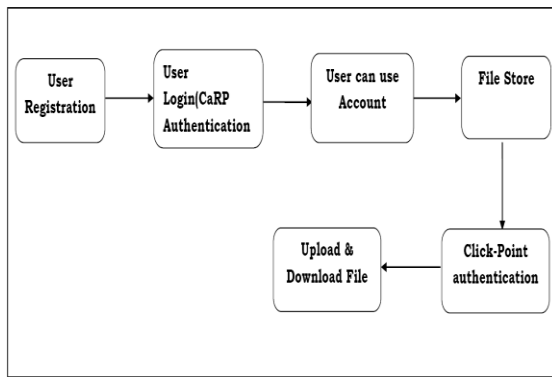 User
Registration
User
Login(CaRP
Authentication
User can use
Account
File Store
Click-Point
authentication
Upload &
Download File